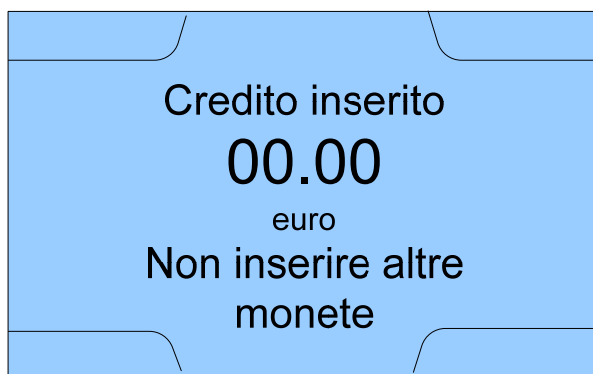 Credito inserito
00.00
euro
Non inserire altre
monete